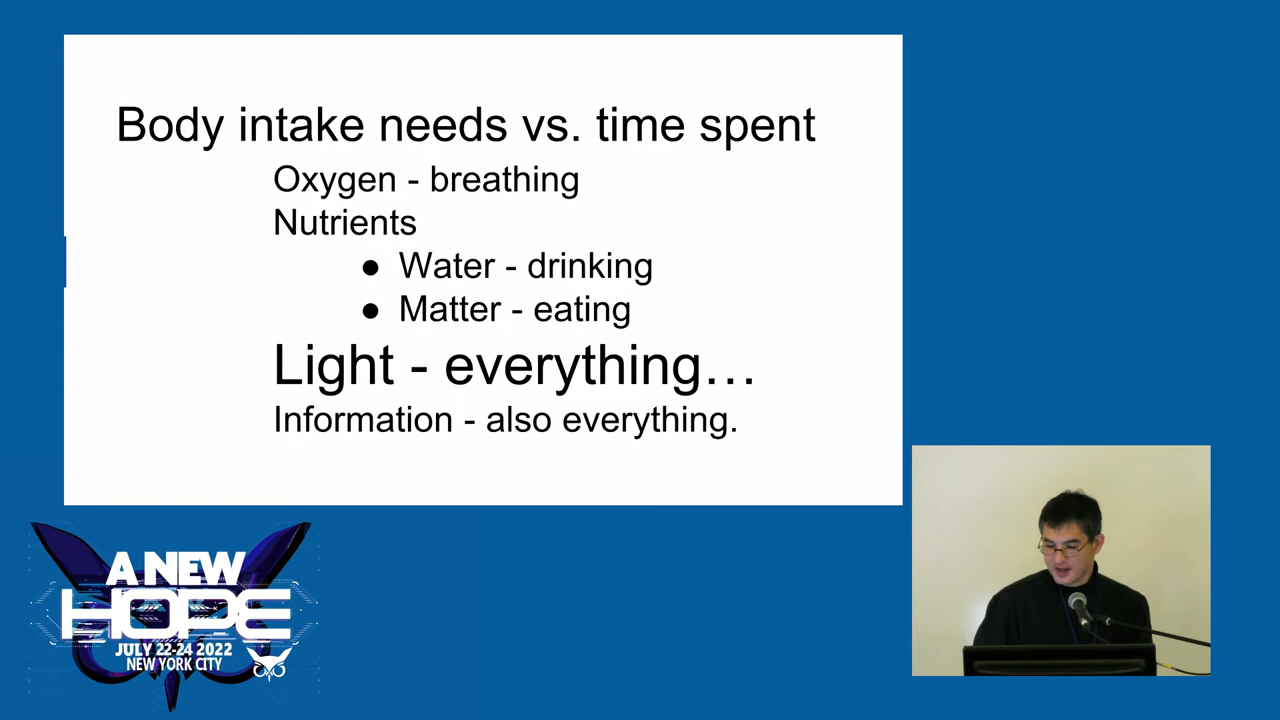 Body intake needs vs. time spent
Oxygen - breathing
Nutrients
● Water - drinking
● Matter - eating
Light - everything…
Information - also everything.
A NEW
HOPE
JULY 22-24 2022
NEW YORK CITY